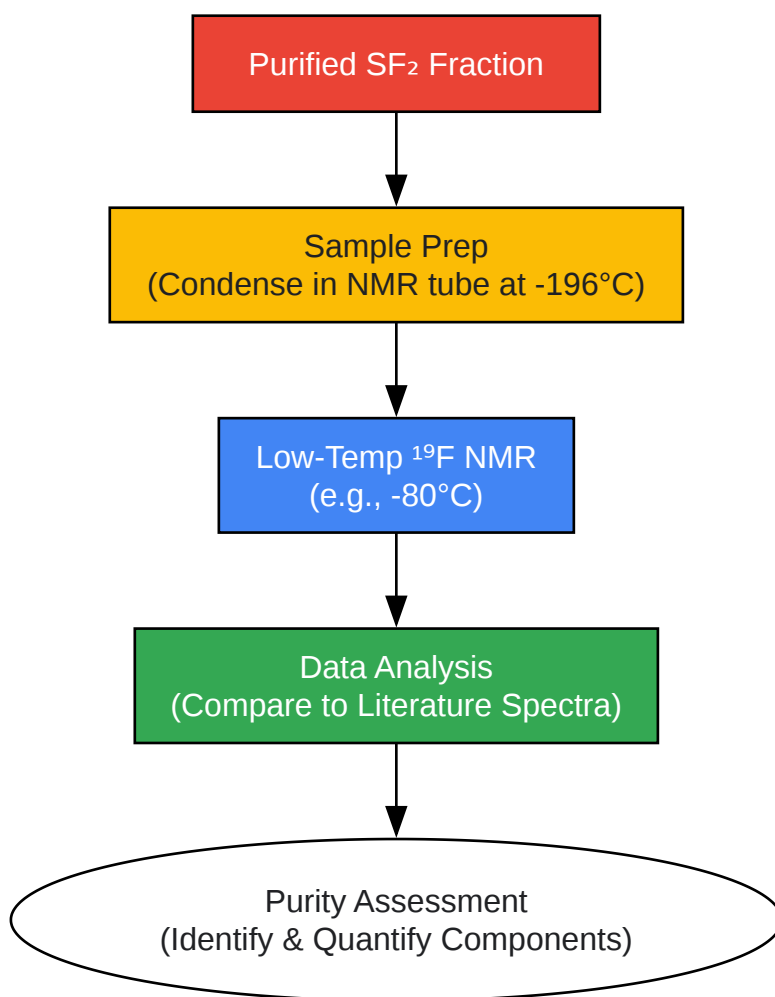 Purified SF₂ Fraction
Sample Prep
(Condense in NMR tube at -196°C)
Low-Temp ¹⁹F NMR
(e.g., -80°C)
Data Analysis
(Compare to Literature Spectra)
Purity Assessment
(Identify & Quantify Components)